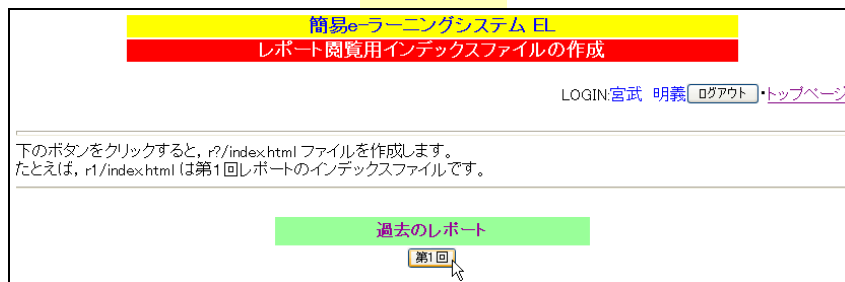 簡易e-ラーニングシステム EL
レポート閲覧用インデックスファイルの作成
LOGIN:宮武 明義 ログアウト・トップページ
下のボタンをクリックすると, r?/index.html ファイルを作成します。
たとえば, r1/index.html は第1回レポートのインデックスファイルです。
過去のレポート
第1回